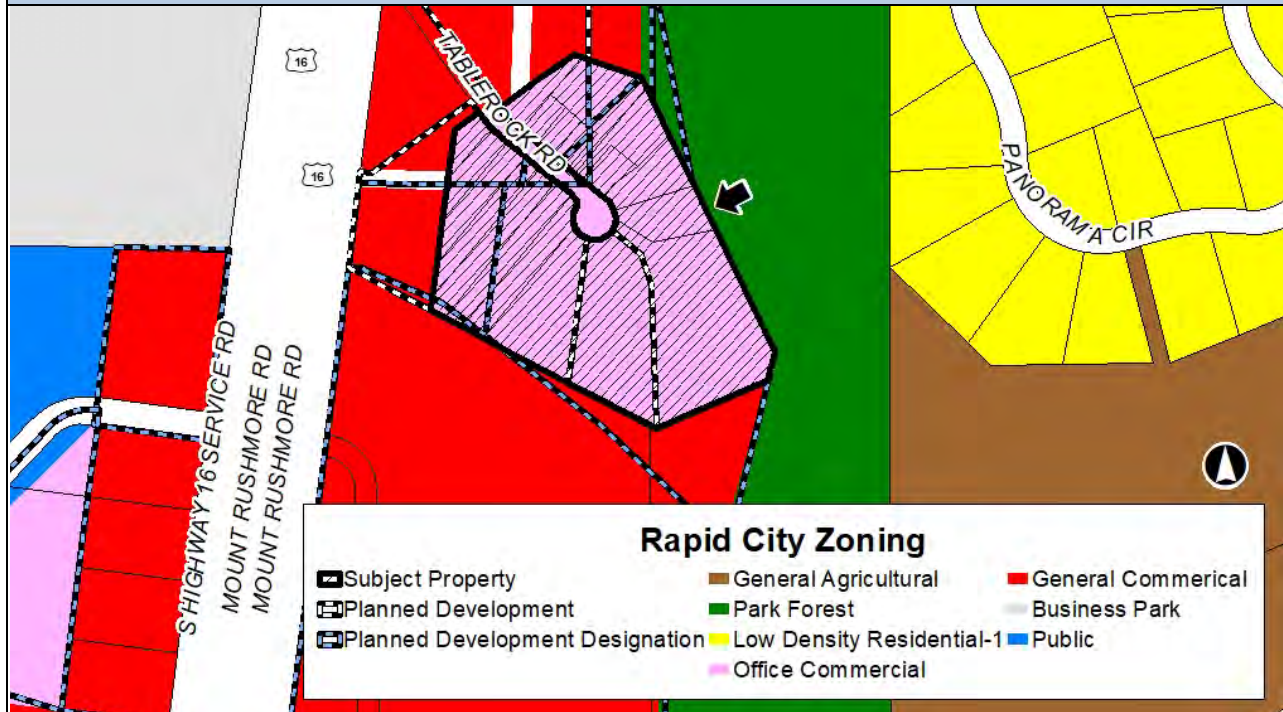 16
TABLEROCK RD
16
PANORAMA CIR
S HIGHWAY 16 SERVICE RD
MOUNT RUSHMORE RD
MOUNT RUSHMORE RD
Rapid City Zoning
Subject Property
Planned Development
Planned Development Designation
General Agricultural
Park Forest
Low Density Residential-1
Office Commercial
General Commerical
Business Park
Public